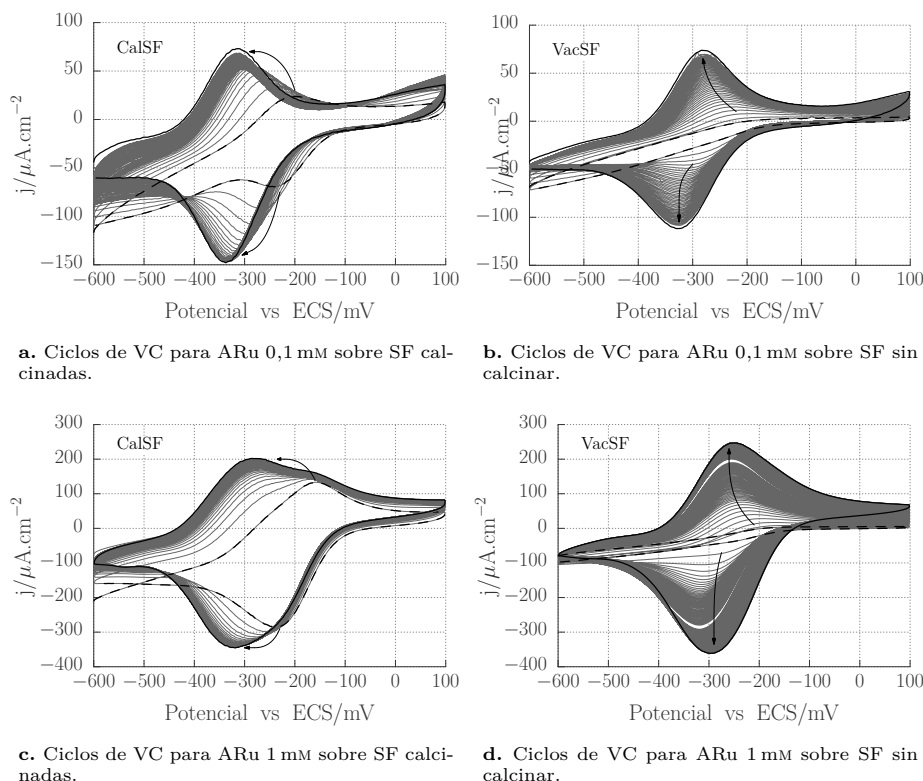 CalSF
VacSF
j/µA.cm⁻²
100
50
0
−50
−100
−150
−600 −500 −400 −300 −200 −100 0 100
Potencial vs ECS/mV
j/µA.cm⁻²
100
50
0
−50
−100
−150
−600 −500 −400 −300 −200 −100 0 100
Potencial vs ECS/mV
a. Ciclos de VC para ARu 0,1 mM sobre SF cal-
cinadas.
b. Ciclos de VC para ARu 0,1 mM sobre SF sin
calcinar.
CalSF
VacSF
j/µA.cm⁻²
300
200
100
0
−100
−200
−300
−400
−600 −500 −400 −300 −200 −100 0 100
Potencial vs ECS/mV
j/µA.cm⁻²
300
200
100
0
−100
−200
−300
−400
−600 −500 −400 −300 −200 −100 0 100
Potencial vs ECS/mV
c. Ciclos de VC para ARu 1 mM sobre SF calci-
nadas.
d. Ciclos de VC para ARu 1 mM sobre SF sin
calcinar.